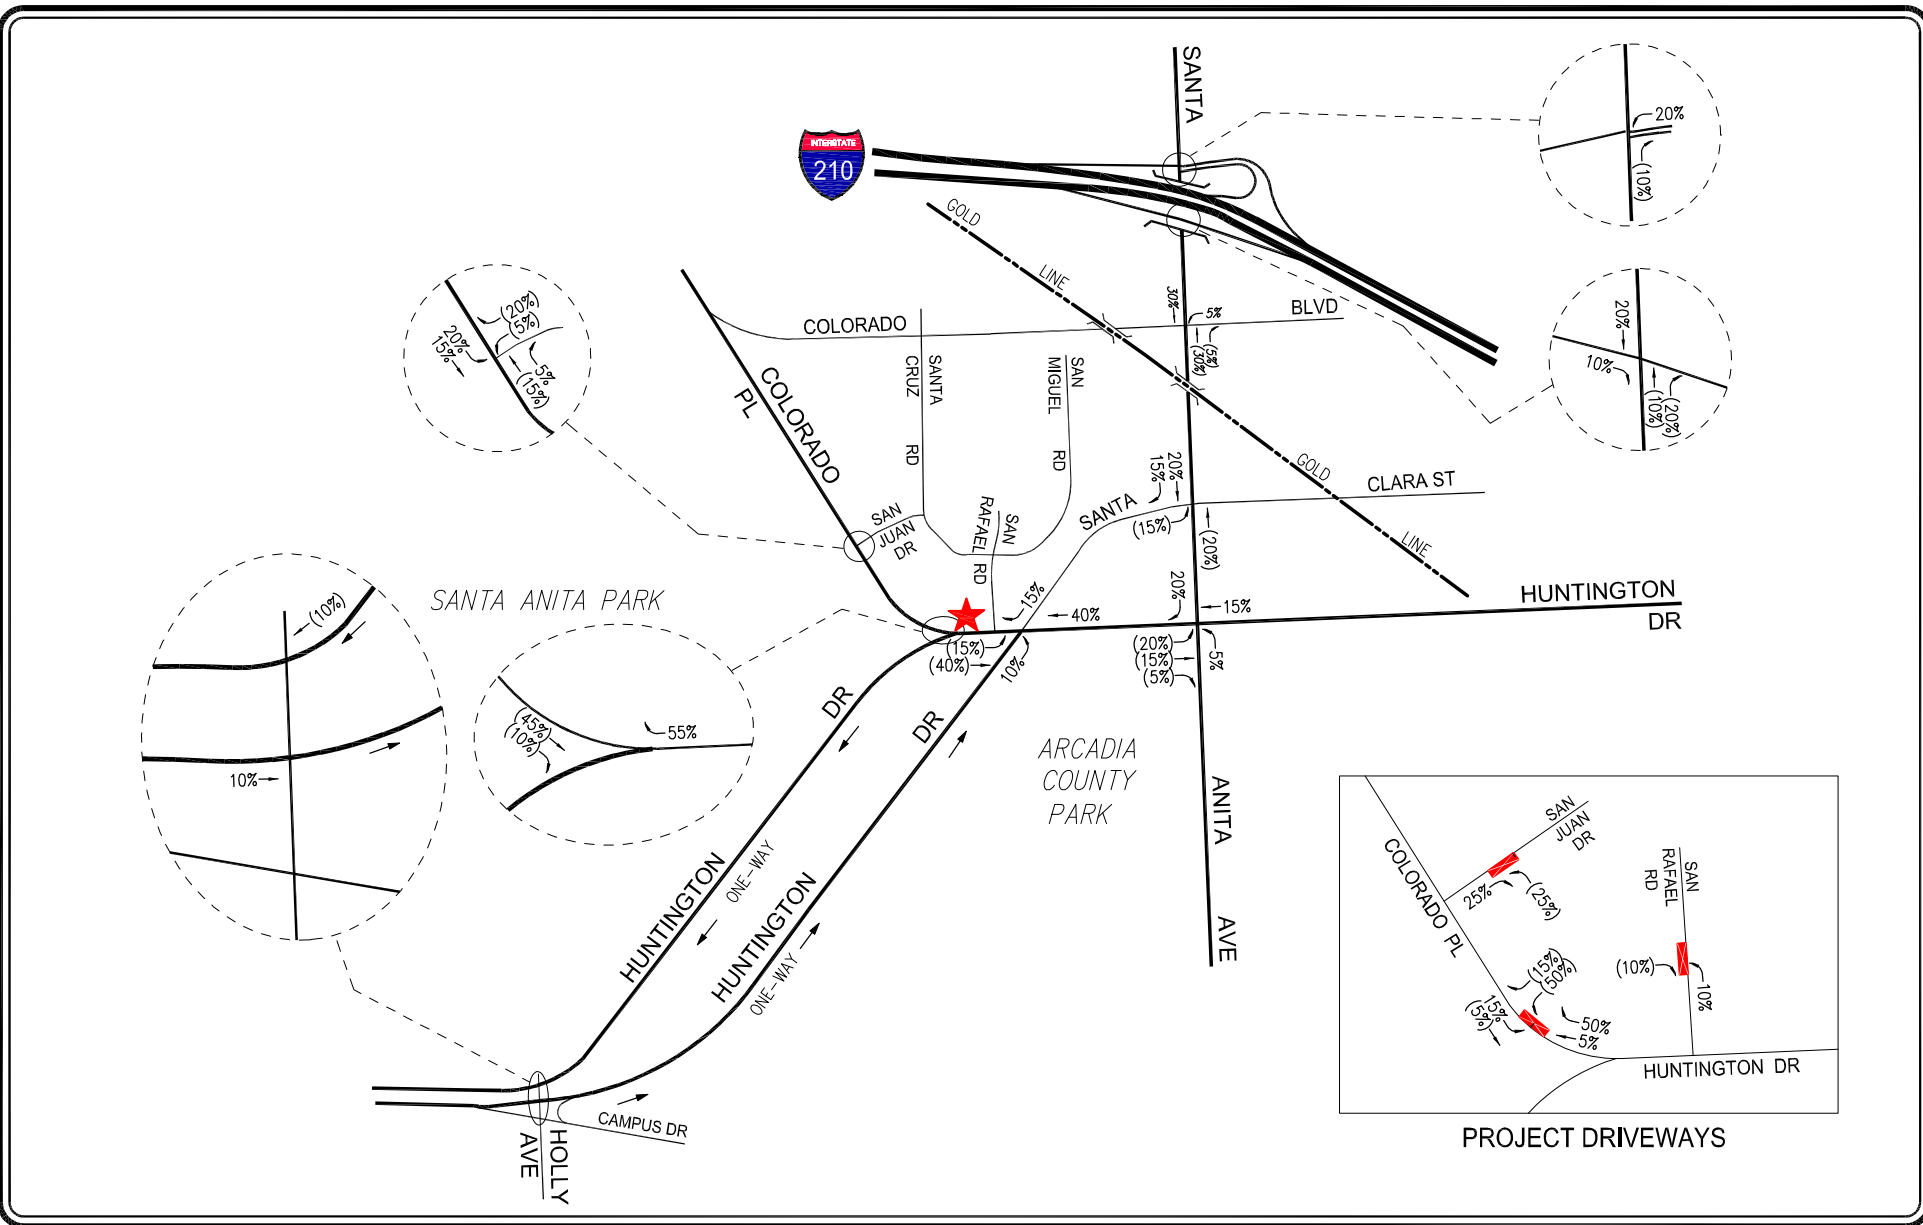 SANTA
20%
(10%)
INTERSTATE
210
GOLD
LINE
30%
5%
BLVD
COLORADO
(5%)
(30%)
20%
10%
(10%)
(20%)
(20%)
(5%)
20%
15%
5%
(15%)
COLORADO
PL
SANTA
CRUZ
RD
SAN
MIGUEL
RD
SAN
JUAN
DR
SAN
RAFAEL RD
SANTA
CLARA ST
20%
15%
(15%)
(20%)
GOLD
LINE
HUNTINGTON
DR
SANTA ANITA PARK
(10%)
10%
(45%)
(10%)
55%
15%
40%
20%
15%
(15%)
(40%)
10%
(20%)
(15%)
(5%)
5%
DR
DR
ARCADIA
COUNTY
PARK
ANITA
AVE
HUNTINGTON
ONE-WAY
HUNTINGTON
ONE-WAY
CAMPUS DR
HOLLY
AVE
SAN
JUAN
DR
COLORADO PL
25%
(25%)
SAN
RAFAEL
RD
(10%)
10%
(15%)
(50%)
15%
(5%)
50%
5%
HUNTINGTON DR
PROJECT DRIVEWAYS